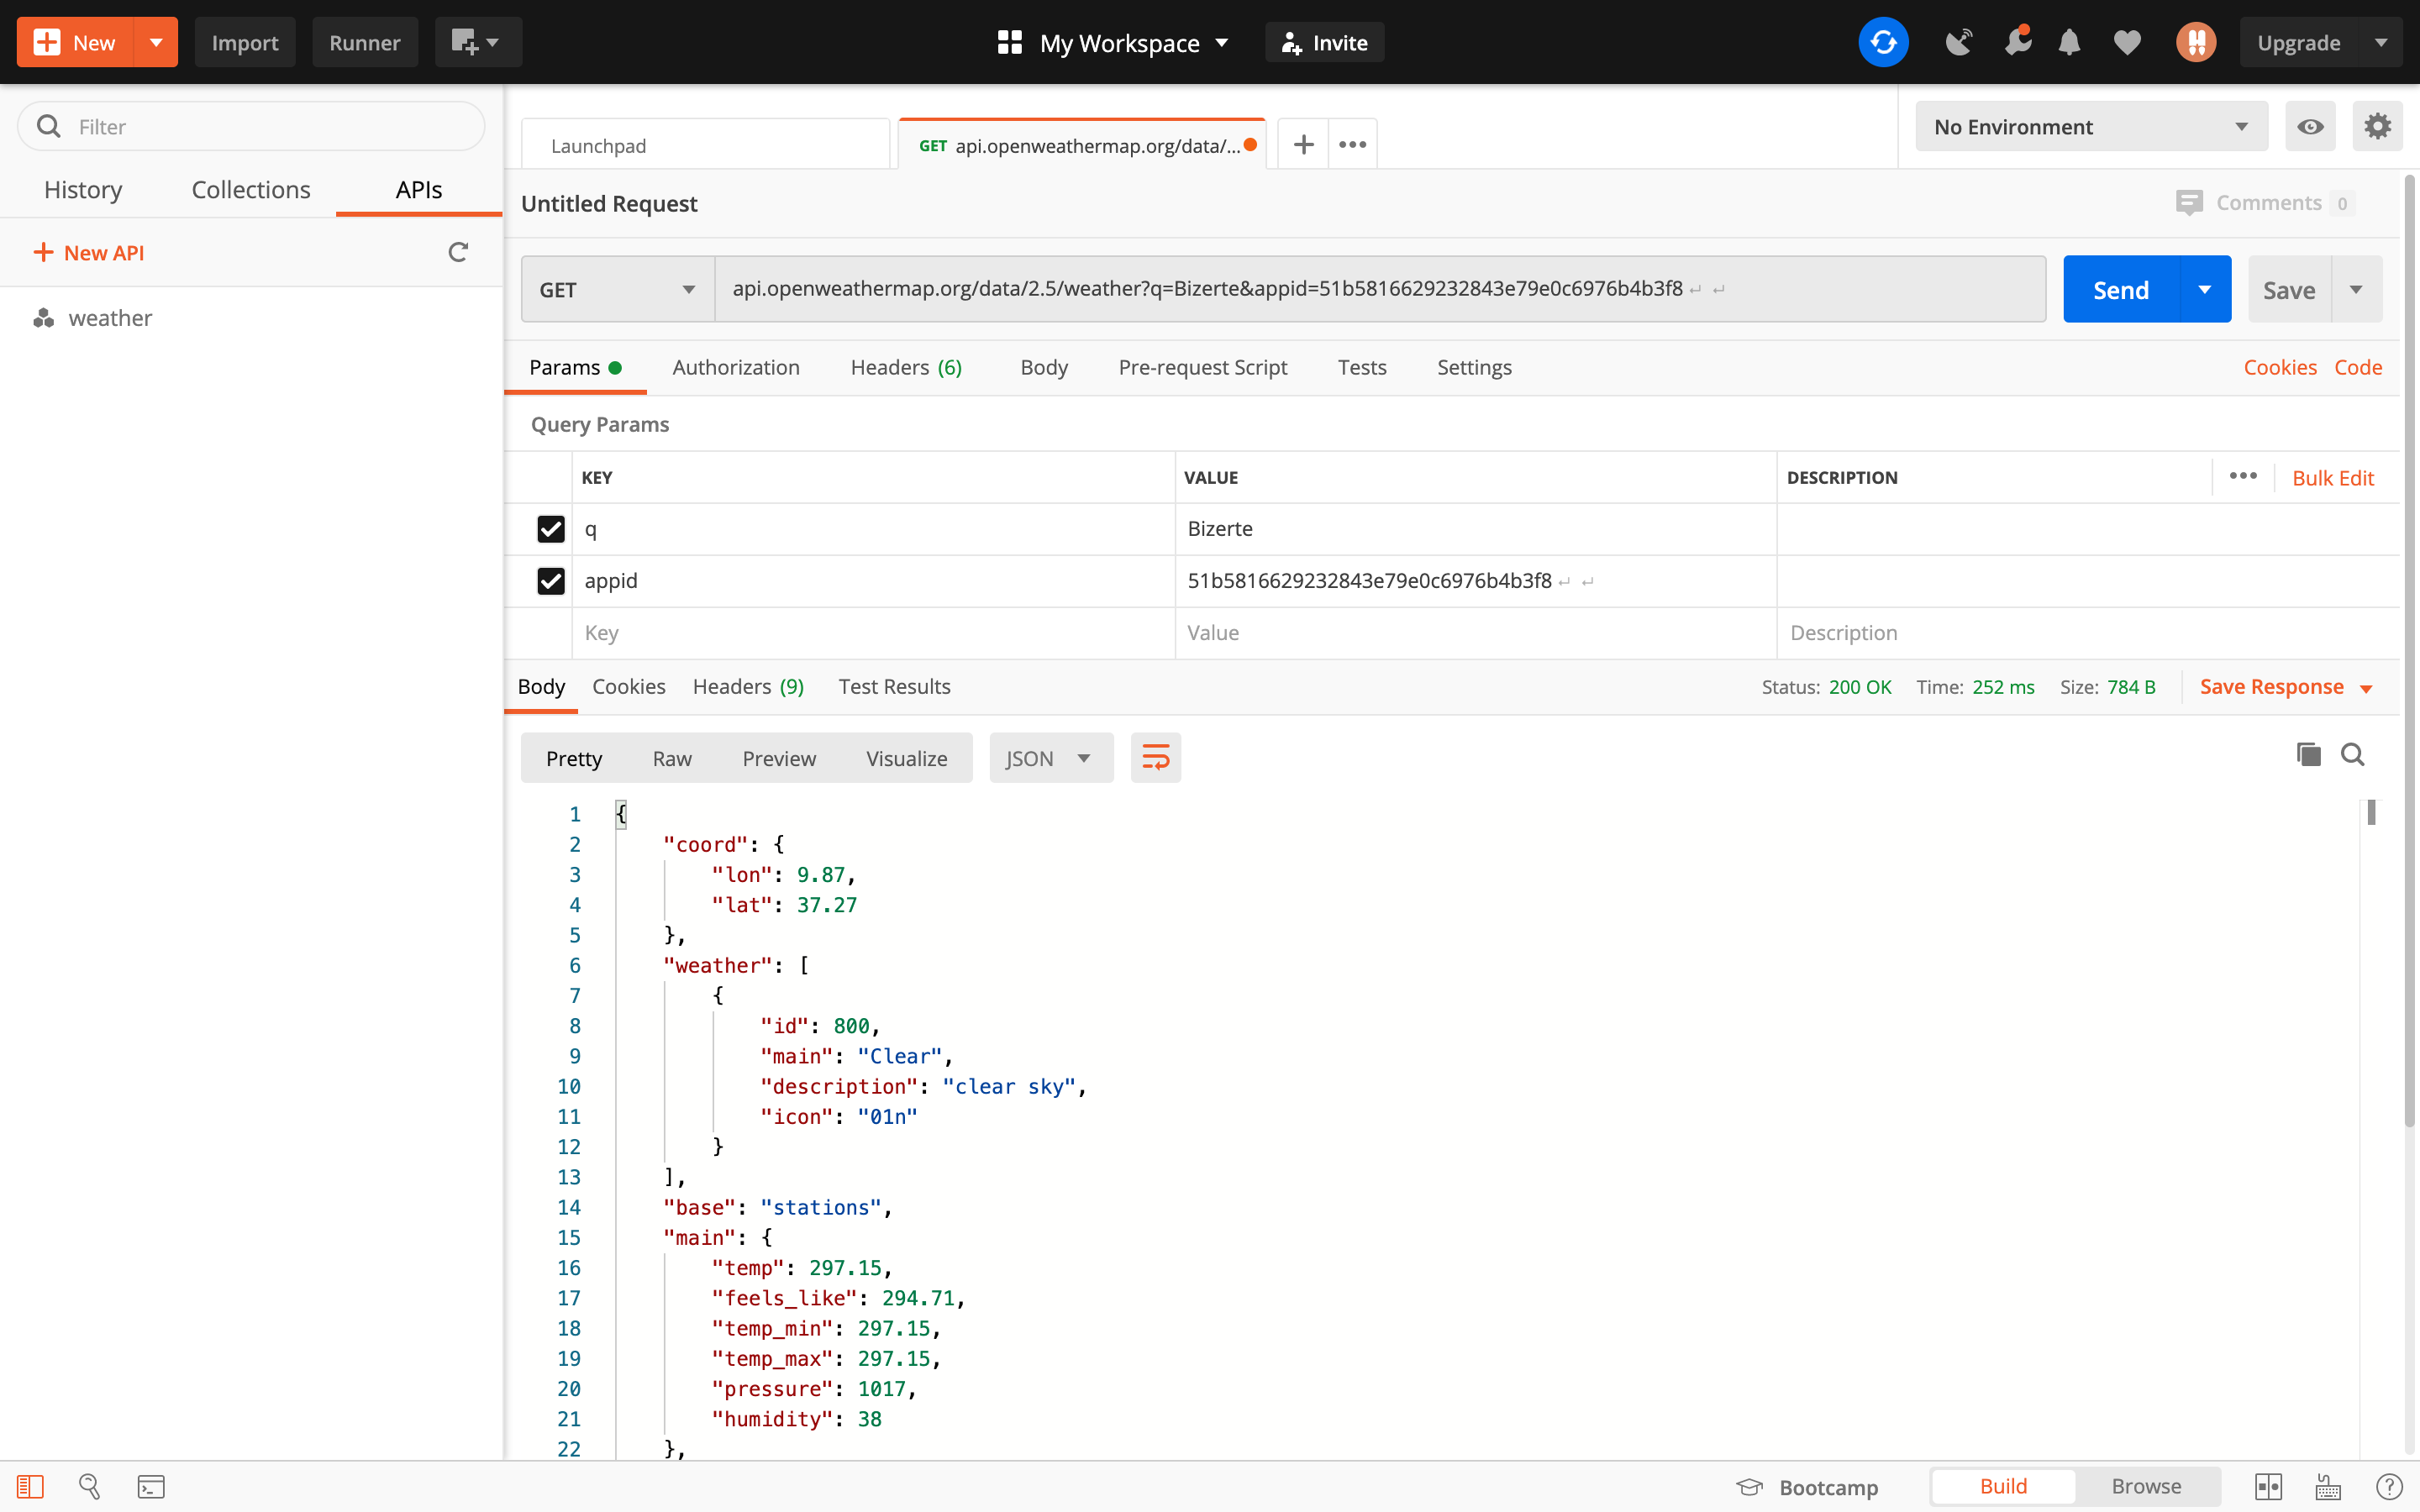 New Import Runner My Workspace Invite Upgrade
Filter
History Collections APIs
New API
weather
Launchpad GET api.openweathermap.org/data/... No Environment
Untitled Request Comments 0
GET api.openweathermap.org/data/2.5/weather?q=Bizerte&appid=51b5816629232843e79e0c6976b4b3f8 Send Save
Params Authorization Headers (6) Body Pre-request Script Tests Settings Cookies Code
Query Params
KEY VALUE DESCRIPTION Bulk Edit
q Bizerte
appid 51b5816629232843e79e0c6976b4b3f8
Key Value Description
Body Cookies Headers (9) Test Results Status: 200 OK Time: 252 ms Size: 784 B Save Response
Pretty Raw Preview Visualize JSON
1 {
2 "coord": {
3 "lon": 9.87,
4 "lat": 37.27
5 },
6 "weather": [
7 {
8 "id": 800,
9 "main": "Clear",
10 "description": "clear sky",
11 "icon": "01n"
12 }
13 ],
14 "base": "stations",
15 "main": {
16 "temp": 297.15,
17 "feels_like": 294.71,
18 "temp_min": 297.15,
19 "temp_max": 297.15,
20 "pressure": 1017,
21 "humidity": 38
22 },
Bootcamp Build Browse